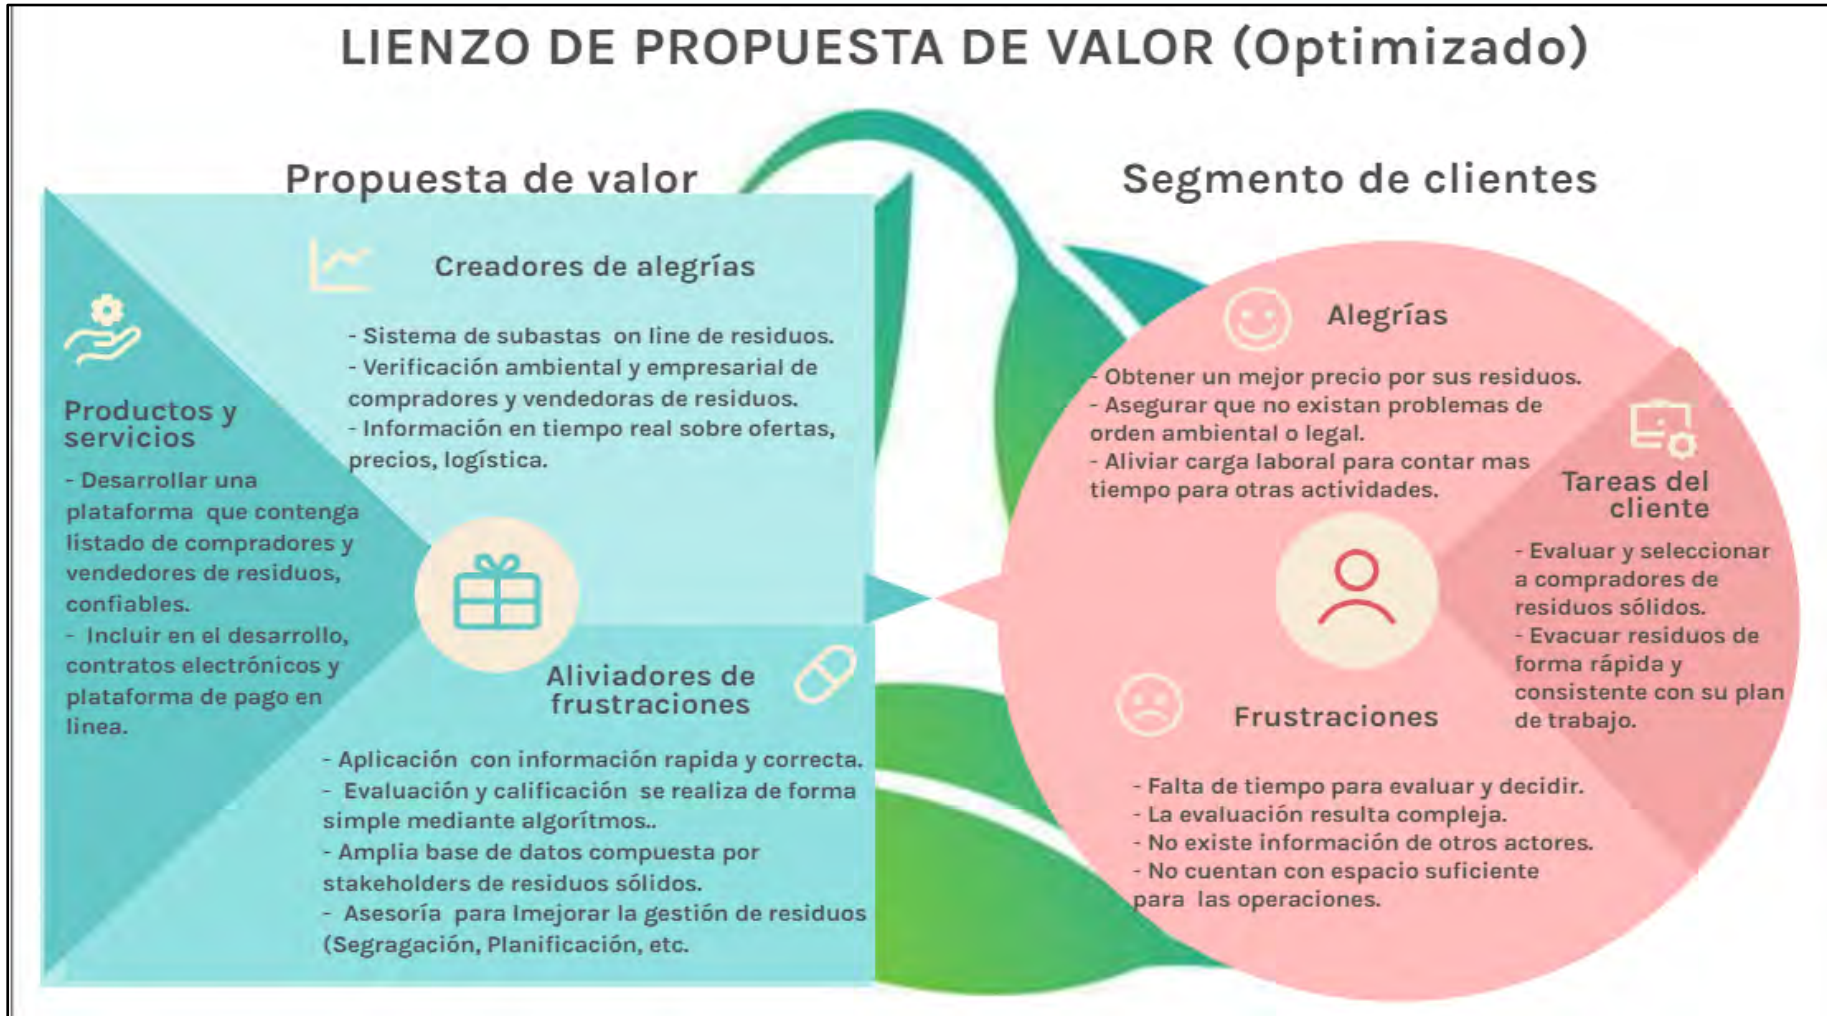 LIENZO DE PROPUESTA DE VALOR (Optimizado)
Propuesta de valor
Creadores de alegrías
- Sistema de subastas on line de residuos.
- Verificación ambiental y empresarial de
compradores y vendedoras de residuos.
- Información en tiempo real sobre ofertas,
precios, logística.
Productos y
servicios
- Desarrollar una
plataforma que contenga
listado de compradores y
vendedores de residuos,
confiables.
- Incluir en el desarrollo,
contratos electrónicos y
plataforma de pago en
linea.
Aliviadores de
frustraciones
- Aplicación con información rapida y correcta.
- Evaluación y calificación se realiza de forma
simple mediante algorítmos..
- Amplia base de datos compuesta por
stakeholders de residuos sólidos.
- Asesoría para lmejorar la gestión de residuos
(Segragación, Planificación, etc.
Segmento de clientes
Alegrías
- Obtener un mejor precio por sus residuos.
- Asegurar que no existan problemas de
orden ambiental o legal.
- Aliviar carga laboral para contar mas
tiempo para otras actividades.
Tareas del
cliente
- Evaluar y seleccionar
a compradores de
residuos sólidos.
- Evacuar residuos de
forma rápida y
consistente con su plan
de trabajo.
Frustraciones
- Falta de tiempo para evaluar y decidir.
- La evaluación resulta compleja.
- No existe información de otros actores.
- No cuentan con espacio suficiente
para las operaciones.